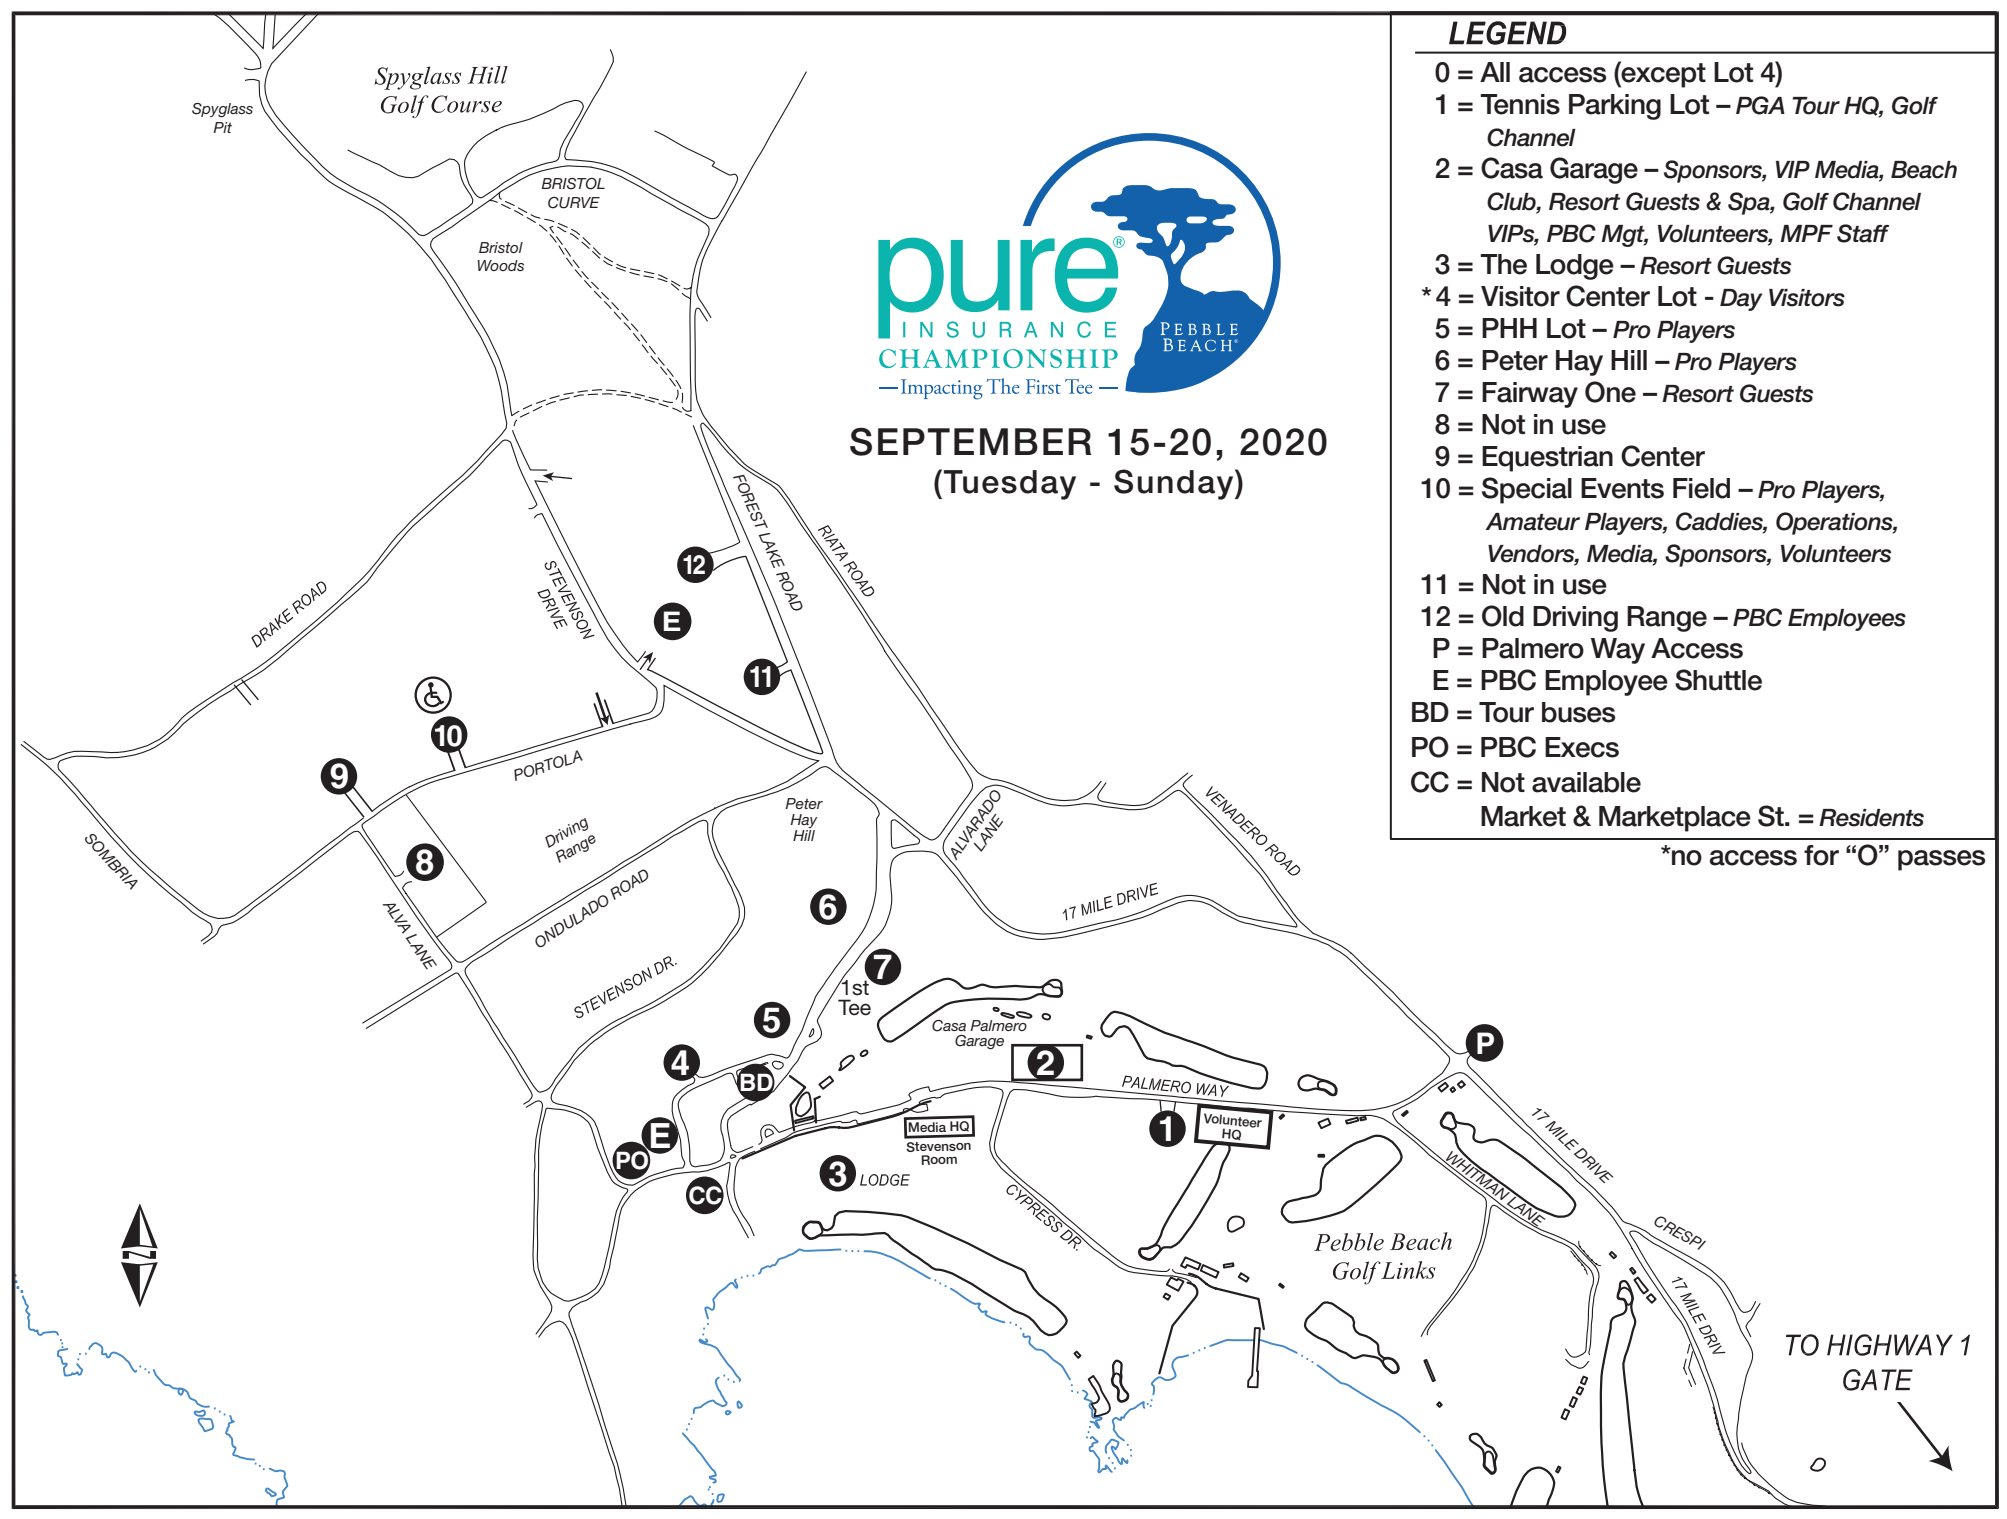 LEGEND
0 = All access (except Lot 4)
1 = Tennis Parking Lot – PGA Tour HQ, Golf
Channel
2 = Casa Garage – Sponsors, VIP Media, Beach
Club, Resort Guests & Spa, Golf Channel
VIPs, PBC Mgt, Volunteers, MPF Staff
3 = The Lodge – Resort Guests
*4 = Visitor Center Lot - Day Visitors
5 = PHH Lot – Pro Players
6 = Peter Hay Hill – Pro Players
7 = Fairway One – Resort Guests
8 = Not in use
9 = Equestrian Center
10 = Special Events Field – Pro Players,
Amateur Players, Caddies, Operations,
Vendors, Media, Sponsors, Volunteers
11 = Not in use
12 = Old Driving Range – PBC Employees
P = Palmero Way Access
E = PBC Employee Shuttle
BD = Tour buses
PO = PBC Execs
CC = Not available
Market & Marketplace St. = Residents
*no access for “O” passes
Spyglass Hill
Golf Course
Spyglass
Pit
BRISTOL
CURVE
Bristol
Woods
pure®
INSURANCE
CHAMPIONSHIP
—Impacting The First Tee —
PEBBLE
BEACH®
SEPTEMBER 15-20, 2020
(Tuesday - Sunday)
FOREST LAKE ROAD
RIATA ROAD
STEVENSON
DRIVE
DRAKE ROAD
12
E
11
10
9
8
PORTOLA
SOMBRIA
Driving
Range
ALVA LANE
ONDULADO ROAD
STEVENSON DR.
Peter
Hay
Hill
ALVARADO
LANE
VENADERO ROAD
17 MILE DRIVE
6
7
1st
Tee
5
4
BD
E
PO
CC
Casa Palmero
Garage
2
PALMERO WAY
P
1
Volunteer
HQ
Media HQ
Stevenson
Room
3
LODGE
CYPRESS DR.
WHITMAN LANE
17 MILE DRIVE
CRESPI
17 MILE DRIV
Pebble Beach
Golf Links
N
TO HIGHWAY 1
GATE